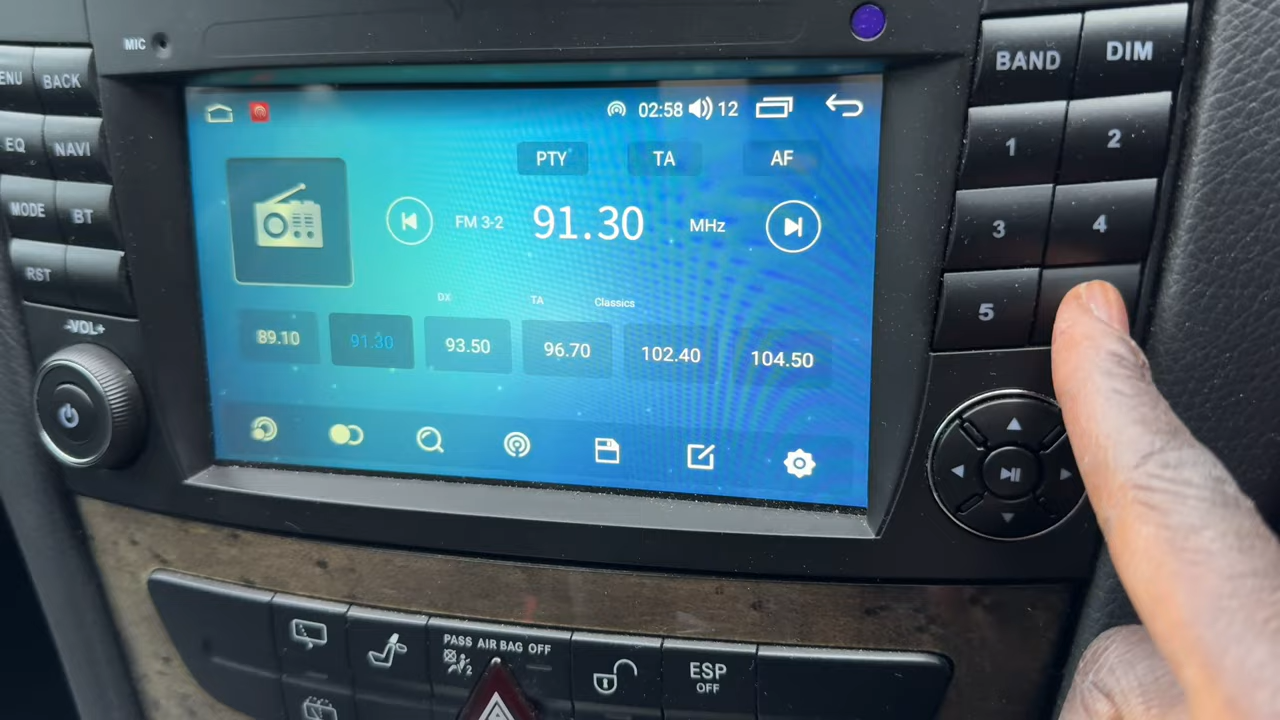 MIC
BACK
EQ
NAVI
MODE
BT
RST
-VOL+
02:58
12
PTY
TA
AF
FM 3-2
91.30
MHz
DX
TA
Classics
89.10
91.30
93.50
96.70
102.40
104.50
BAND
DIM
1
2
3
4
5
PASS AIR BAG OFF
2
ESP
OFF